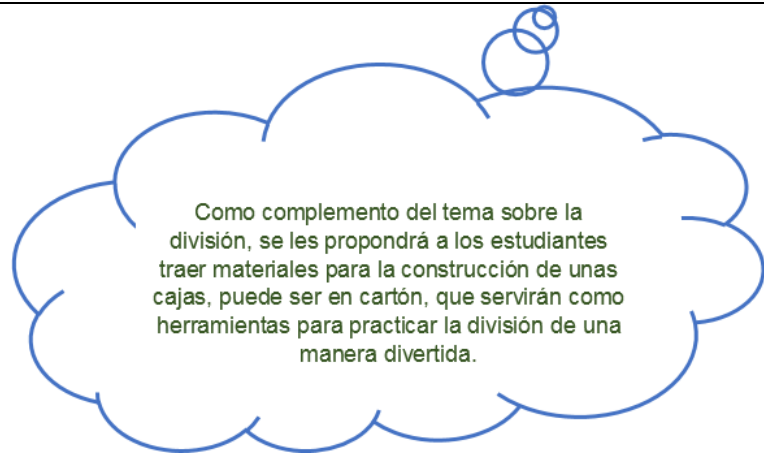 Como complemento del tema sobre la
división, se les propondrá a los estudiantes
traer materiales para la construcción de unas
cajas, puede ser en cartón, que servirán como
herramientas para practicar la división de una
manera divertida.